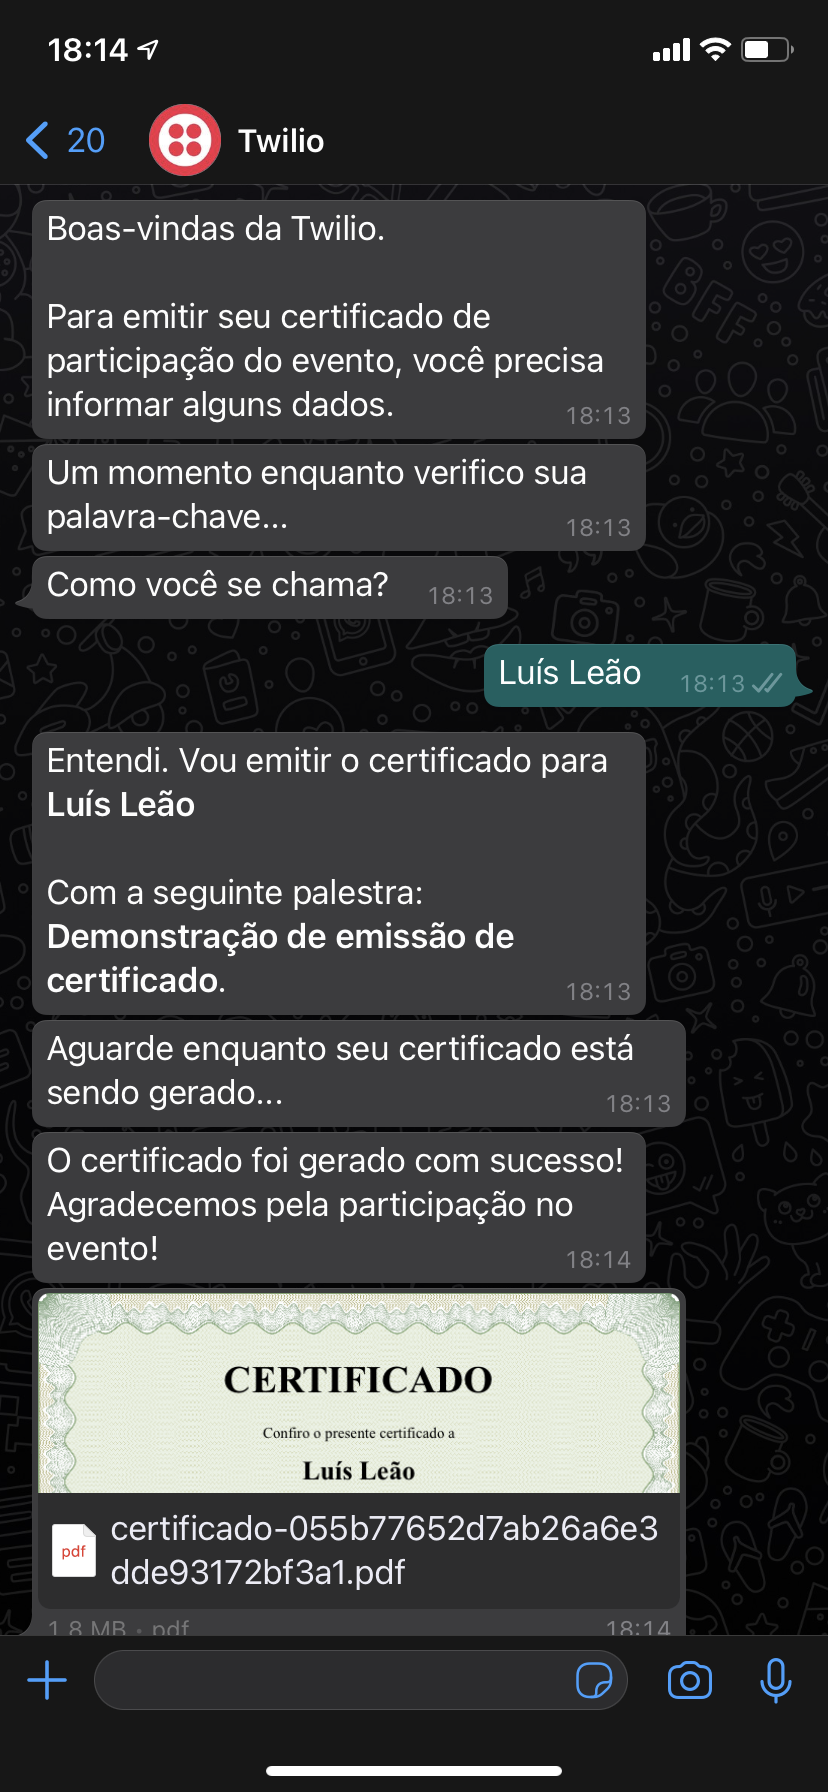 18:14
20
Twilio
Boas-vindas da Twilio.
Para emitir seu certificado de
participação do evento, você precisa
informar alguns dados.
18:13
Um momento enquanto verifico sua
palavra-chave...
18:13
Como você se chama?
18:13
Luís Leão
18:13
Entendi. Vou emitir o certificado para
Luís Leão
Com a seguinte palestra:
Demonstração de emissão de
certificado.
18:13
Aguarde enquanto seu certificado está
sendo gerado...
18:13
O certificado foi gerado com sucesso!
Agradecemos pela participação no
evento!
18:14
CERTIFICADO
Confiro o presente certificado a
Luís Leão
pdf
certificado-055b77652d7ab26a6e3
dde93172bf3a1.pdf
1,8 MB • pdf
18:14